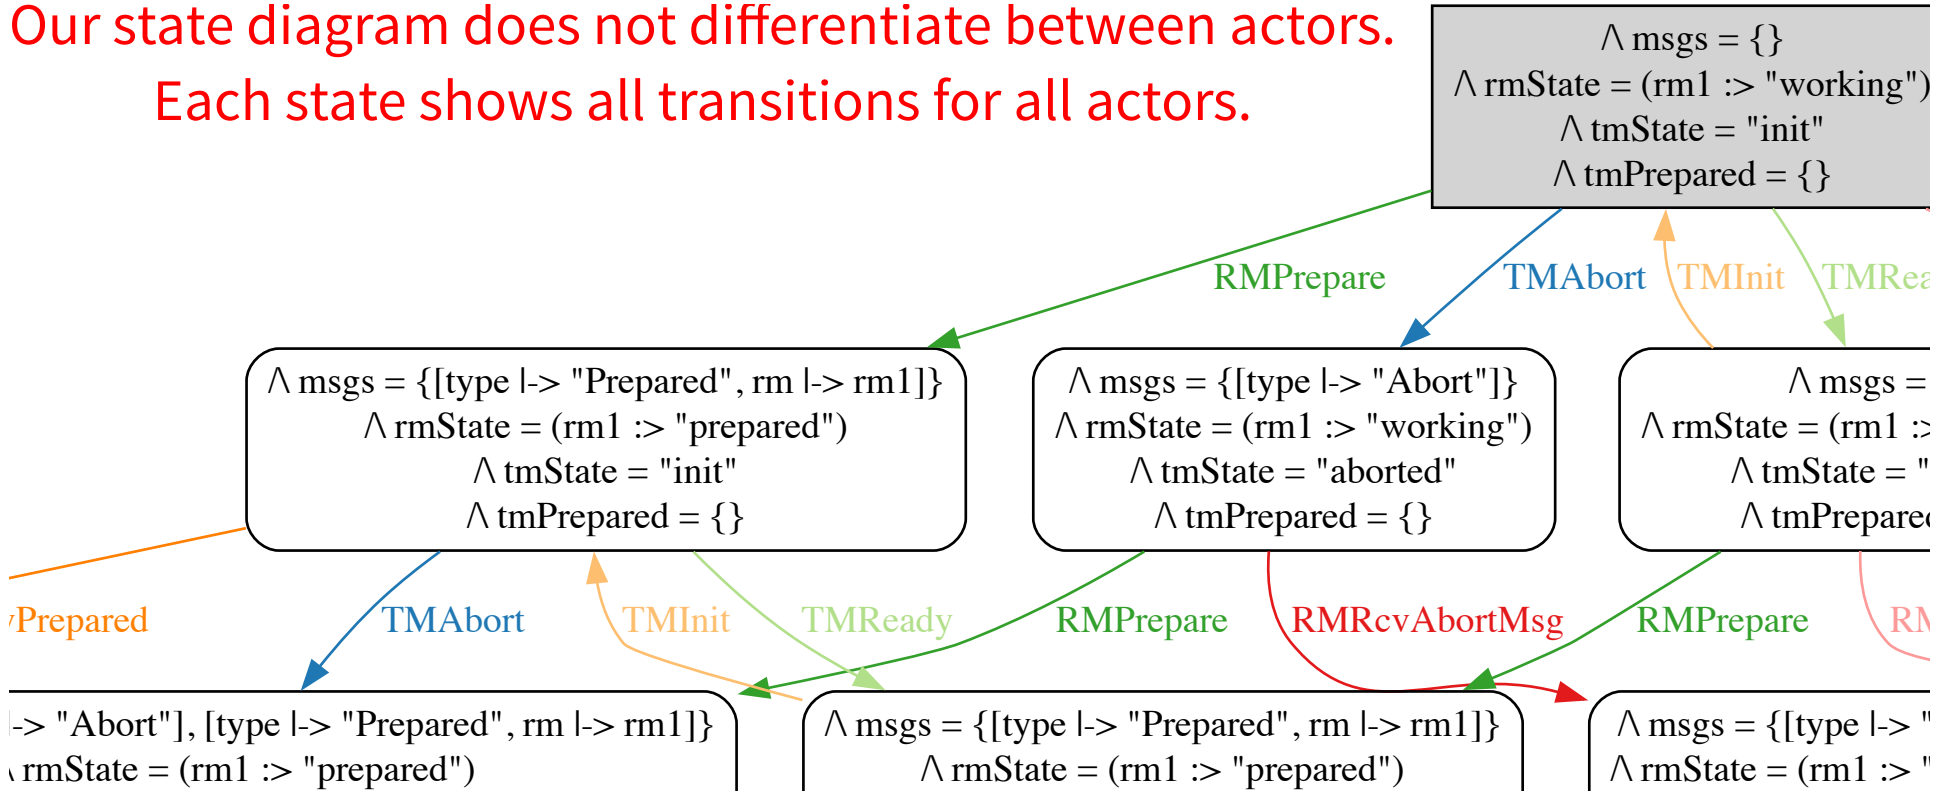 Our state diagram does not differentiate between actors.
Each state shows all transitions for all actors.
/\ msgs = {}
/\ rmState = (rm1 :> "working")
/\ tmState = "init"
/\ tmPrepared = {}
RMPrepare
TMAbort
TMInit
/\ msgs = {[type |-> "Prepared", rm |-> rm1]}
/\ rmState = (rm1 :> "prepared")
/\ tmState = "init"
/\ tmPrepared = {}
/\ msgs = {[type |-> "Abort"]}
/\ rmState = (rm1 :> "working")
/\ tmState = "aborted"
/\ tmPrepared = {}
/\ msgs =
/\ rmState = (rm1 :>
/\ tmState = "
/\
TMAbort
TMInit
TMReady
RMPrepare
RMRcvAbortMsg
RMPrepare
-> "Abort"], [type |-> "Prepared", rm |-> rm1]}
rmState = (rm1 :> "prepared")
/\ msgs = {[type |-> "Prepared", rm |-> rm1]}
/\ rmState = (rm1 :> "prepared")
/\ msgs = {[type |-> "
/\ rmState = (rm1 :> "